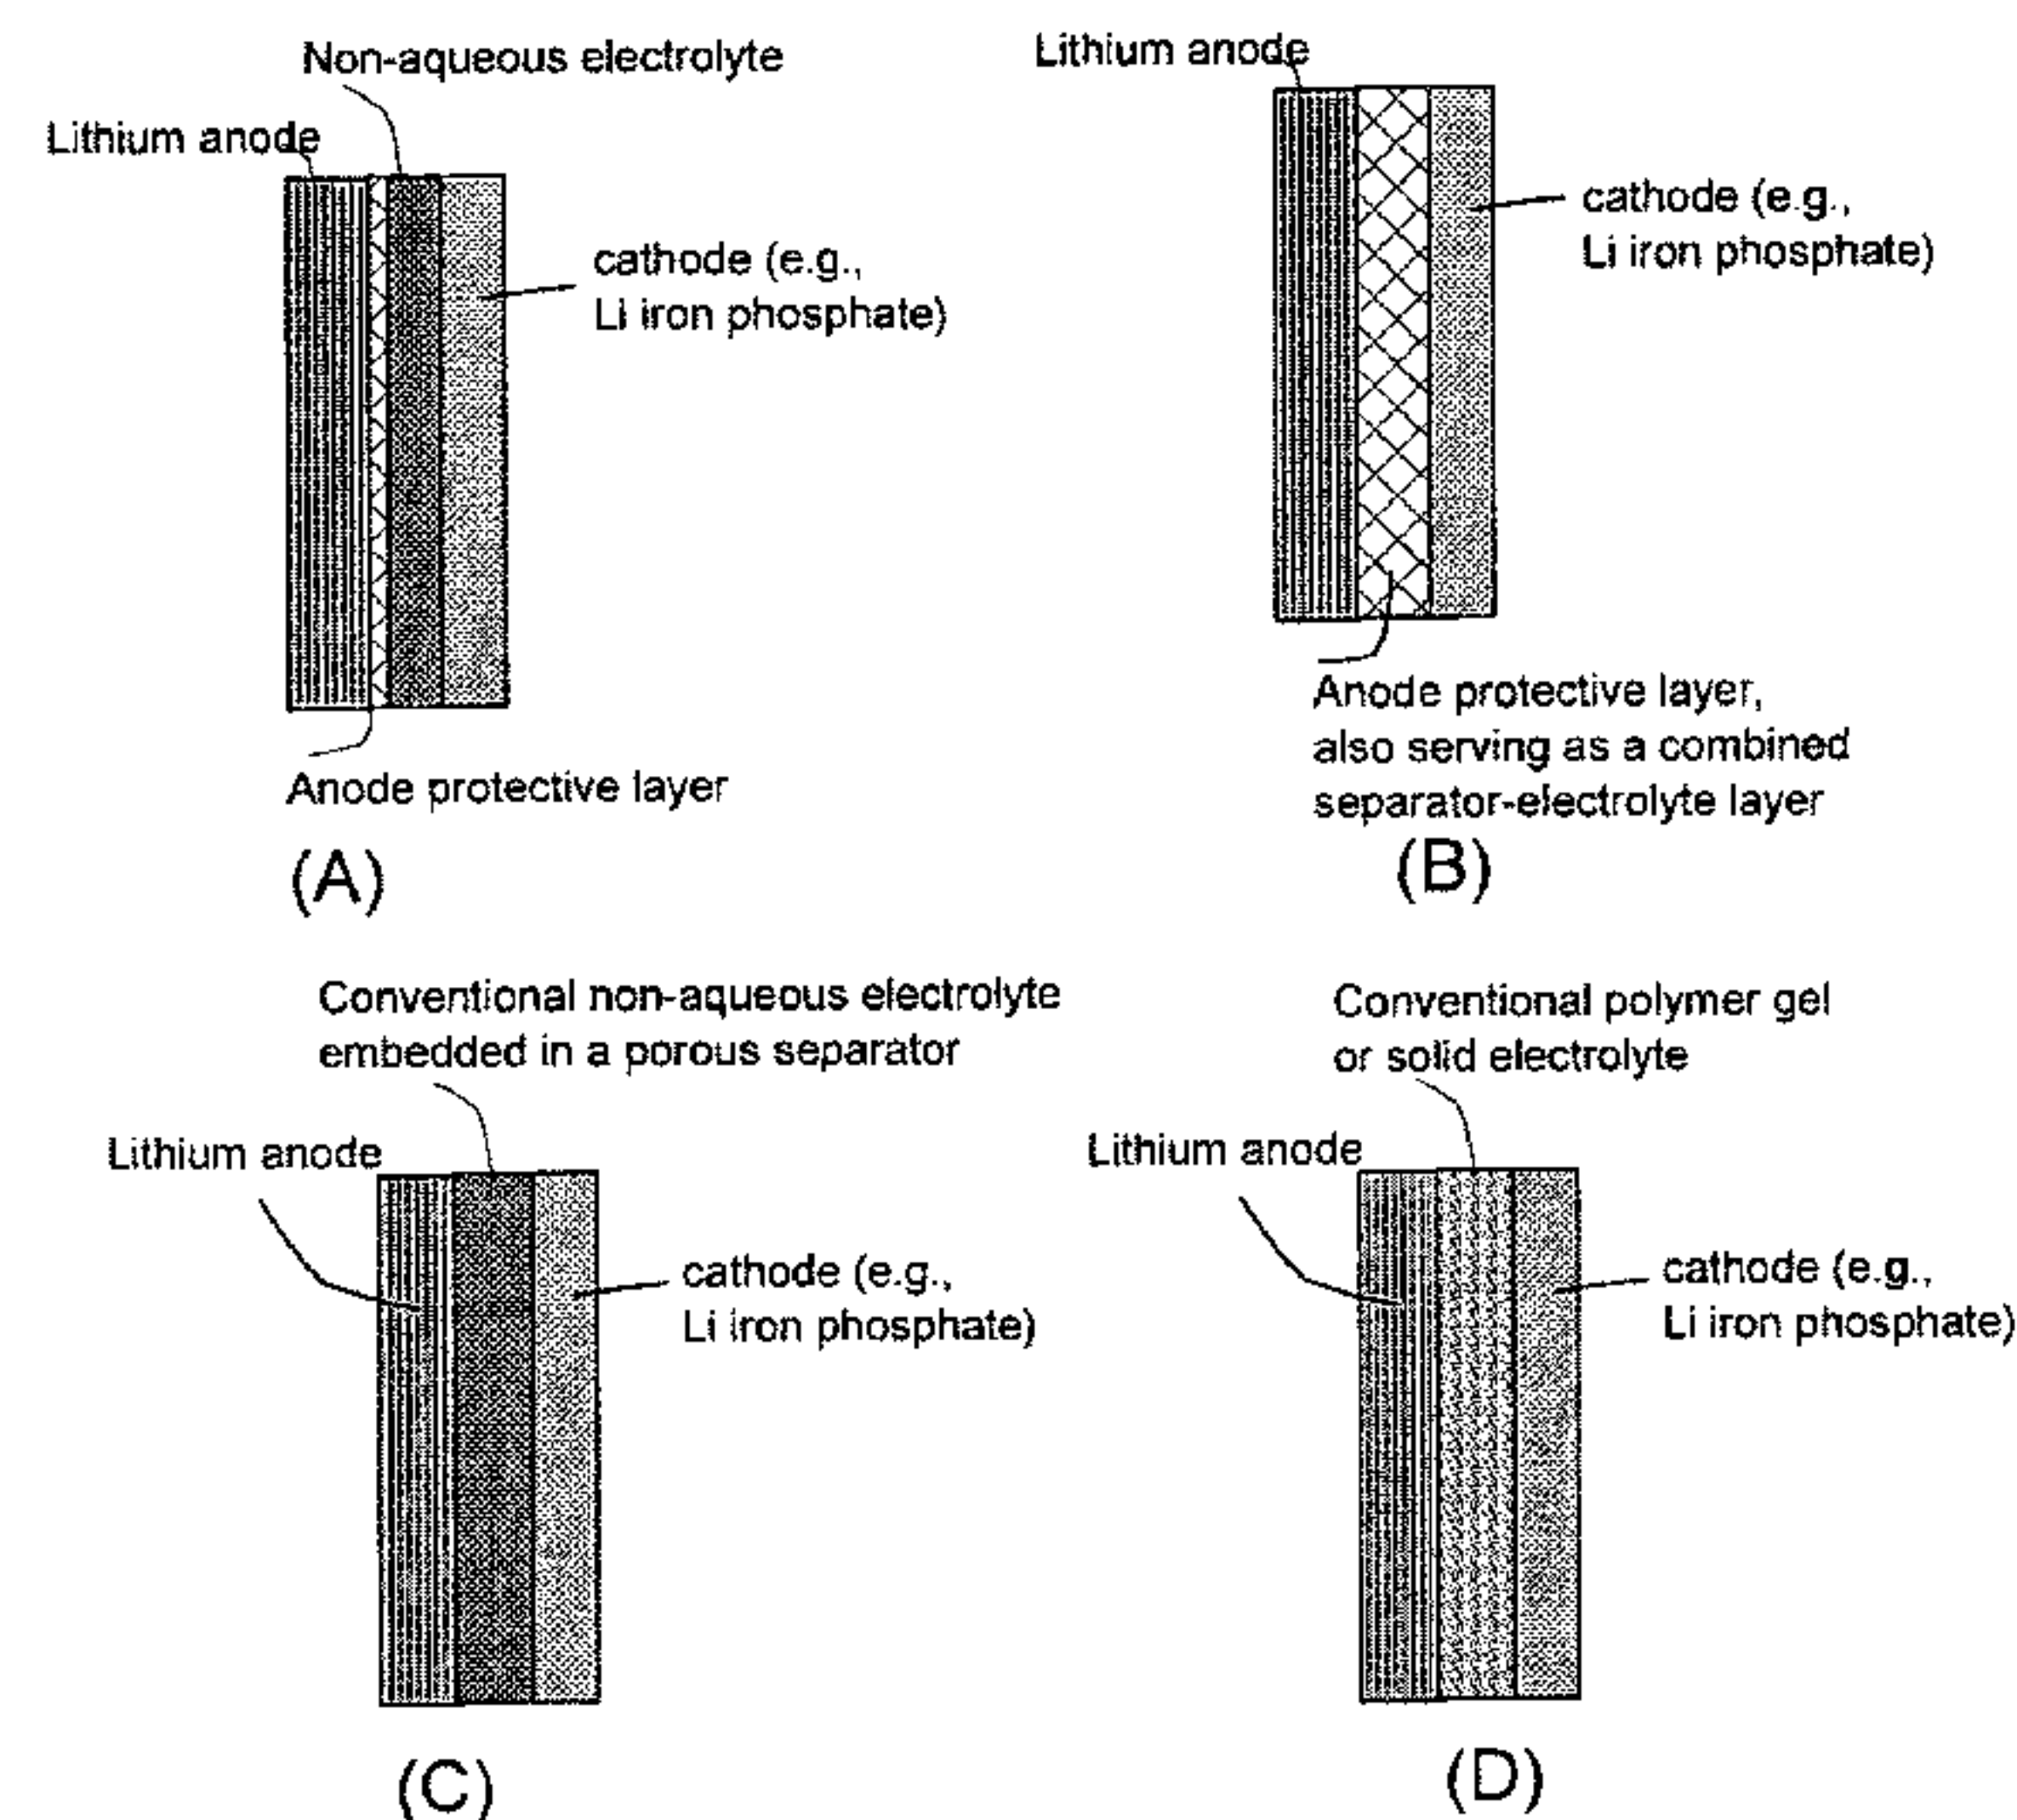 Non-aqueous electrolyte
Lithium anode
cathode (e.g.,
Li iron phosphate)
Anode protective layer
(A)
Lithium anode
cathode (e.g.,
Li iron phosphate)
Anode protective layer,
also serving as a combined
separator-electrolyte layer
(B)
Conventional non-aqueous electrolyte
embedded in a porous separator
Lithium anode
cathode (e.g.,
Li iron phosphate)
(C)
Conventional polymer gel
or solid electrolyte
Lithium anode
cathode (e.g.,
Li iron phosphate)
(D)